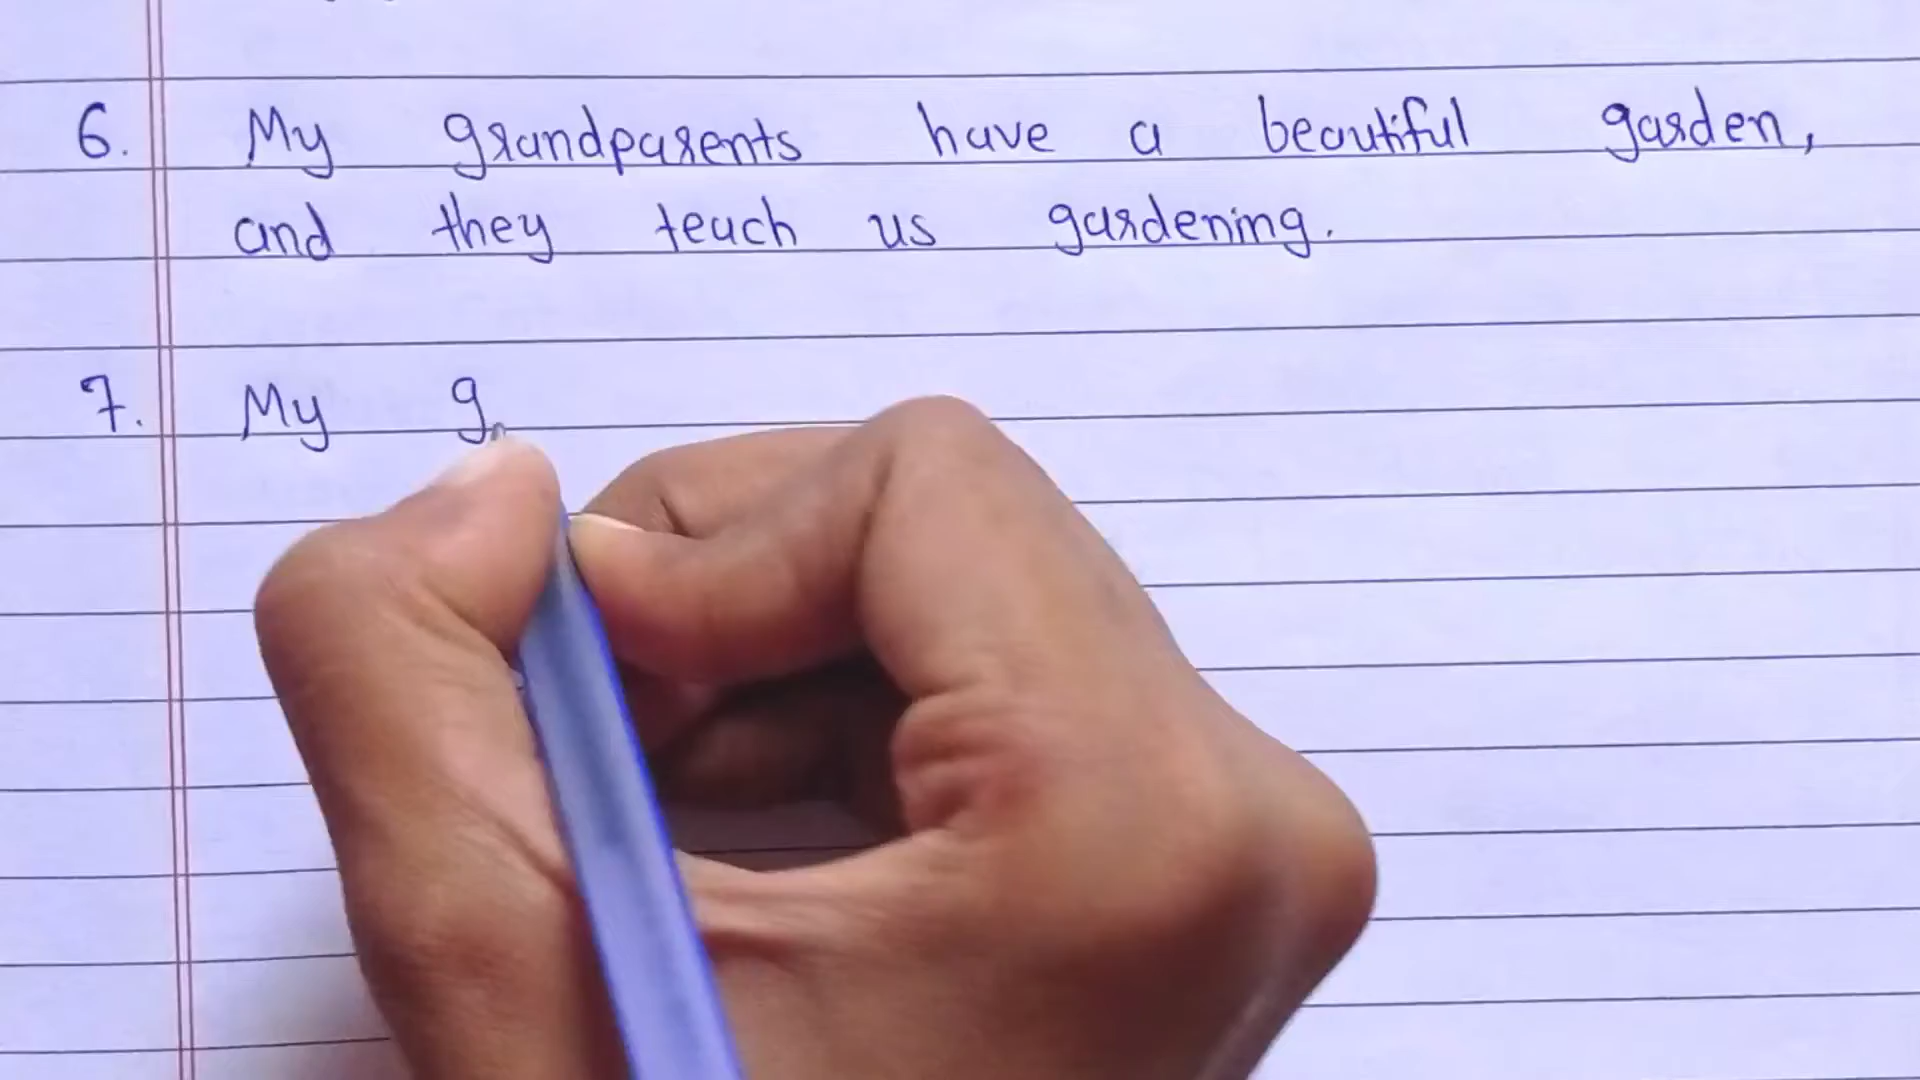 6. My grandparents have a beautiful garden,
and they teach us gardening.
7. My g